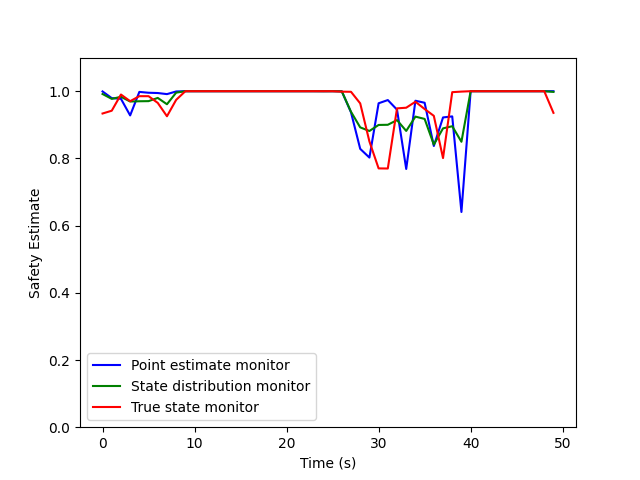 1.0
0.8
0.6
0.4
0.2
0.0
Safety Estimate
Point estimate monitor
State distribution monitor
True state monitor
0 10 20 30 40 50
Time (s)